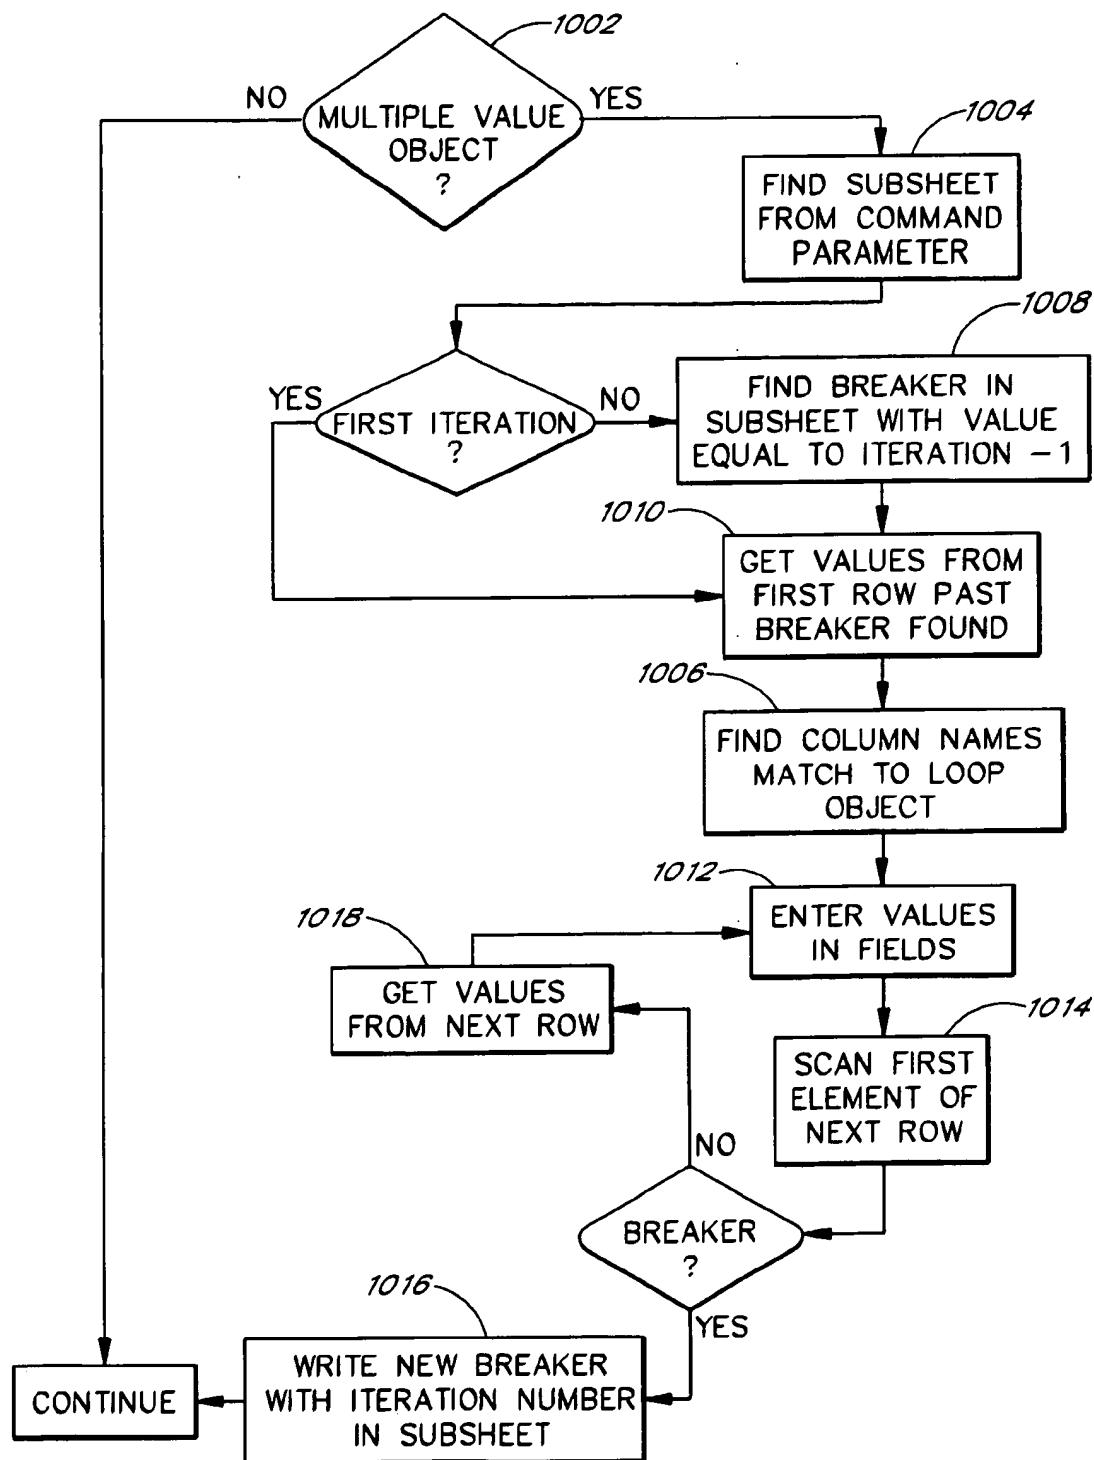 1002
NO
YES
MULTIPLE VALUE
OBJECT
?
1004
FIND SUBSHEET
FROM COMMAND
PARAMETER
1008
YES
NO
FIRST ITERATION
?
FIND BREAKER IN
SUBSHEET WITH VALUE
EQUAL TO ITERATION -1
1010
GET VALUES FROM
FIRST ROW PAST
BREAKER FOUND
1006
FIND COLUMN NAMES
MATCH TO LOOP
OBJECT
1012
ENTER VALUES
IN FIELDS
1018
GET VALUES
FROM NEXT ROW
1014
SCAN FIRST
ELEMENT OF
NEXT ROW
NO
BREAKER
?
YES
1016
WRITE NEW BREAKER
WITH ITERATION NUMBER
IN SUBSHEET
CONTINUE